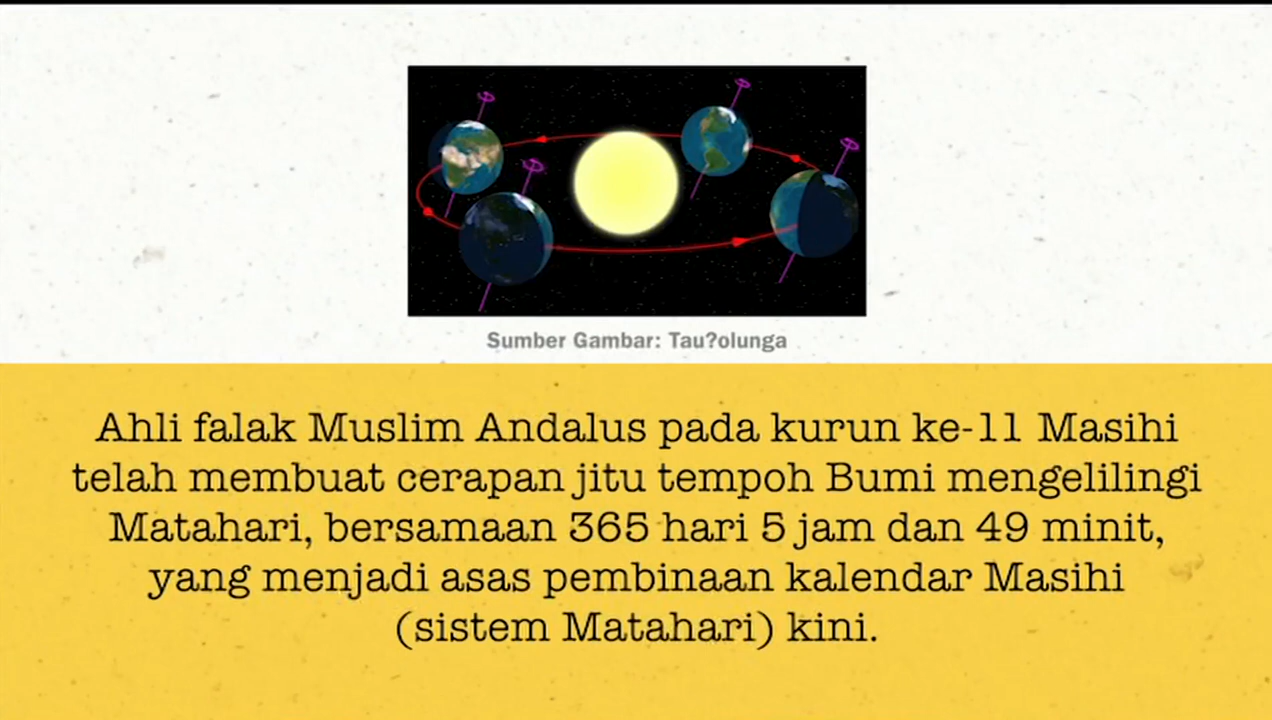 Sumber Gambar: Tau?olunga
Ahli falak Muslim Andalus pada kurun ke-11 Masihi
telah membuat cerapan jitu tempoh Bumi mengelilingi
Matahari, bersamaan 365 hari 5 jam dan 49 minit,
yang menjadi asas pembinaan kalendar Masihi
(sistem Matahari) kini.